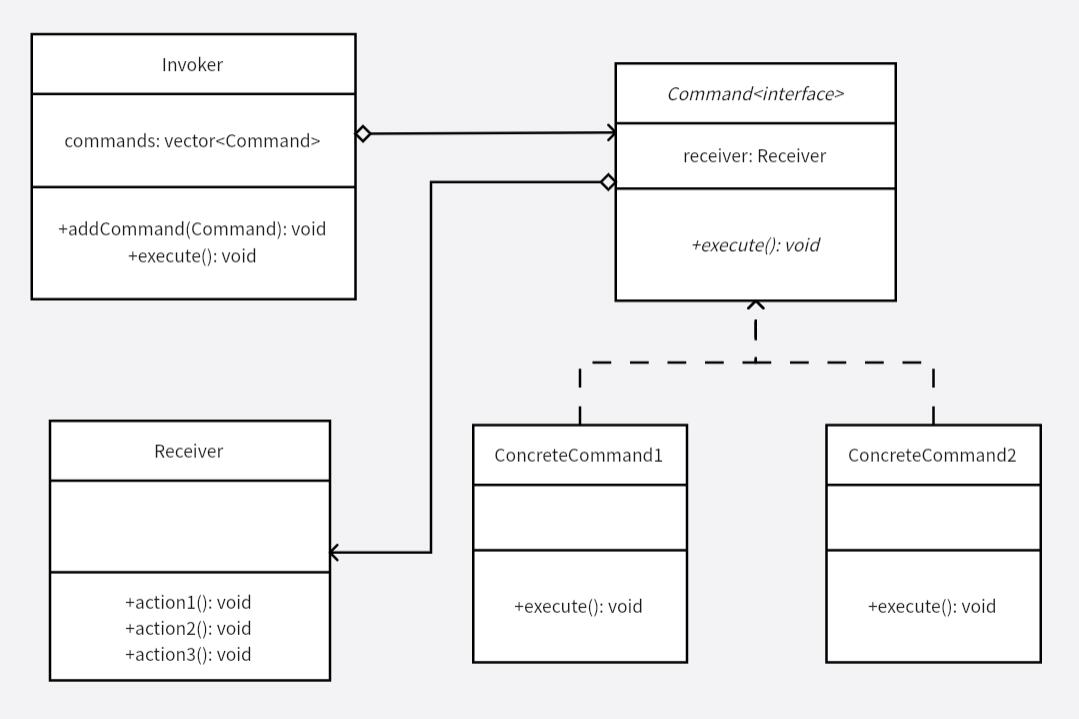 Invoker
commands: vector<Command>
+addCommand(Command): void
+execute(): void
Command<interface>
receiver: Receiver
+execute(): void
Receiver
+action1(): void
+action2(): void
+action3(): void
ConcreteCommand1
+execute(): void
ConcreteCommand2
+execute(): void